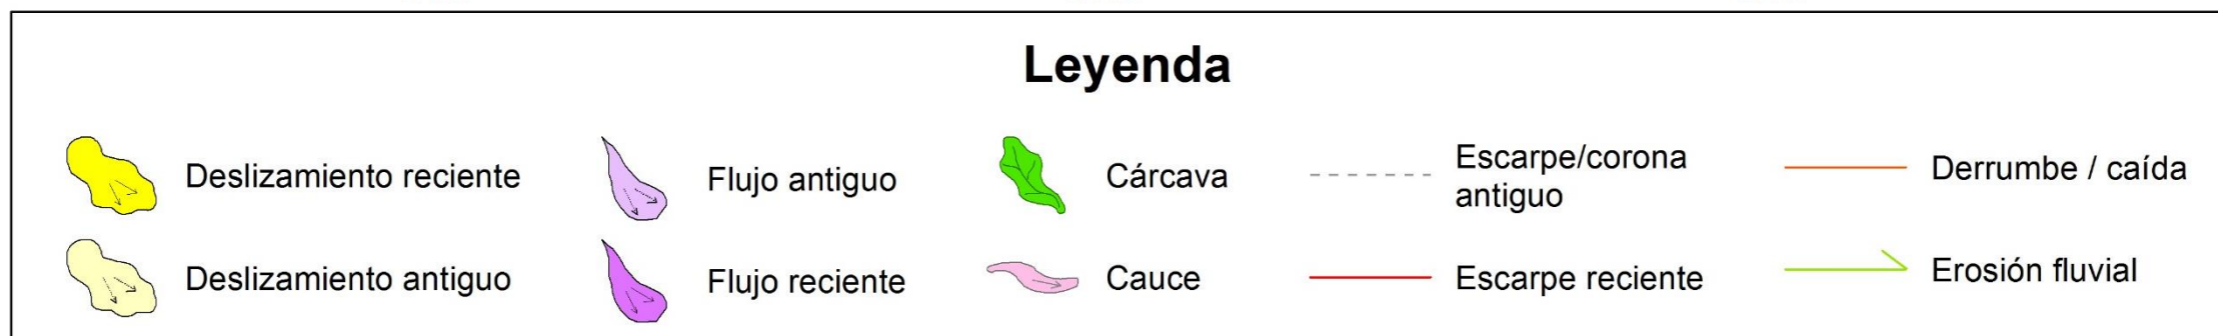 Leyenda
Deslizamiento reciente
Deslizamiento antiguo
Flujo antiguo
Flujo reciente
Cárcava
Cauce
Escarpe/corona
antiguo
Escarpe reciente
Derrumbe / caída
Erosión fluvial